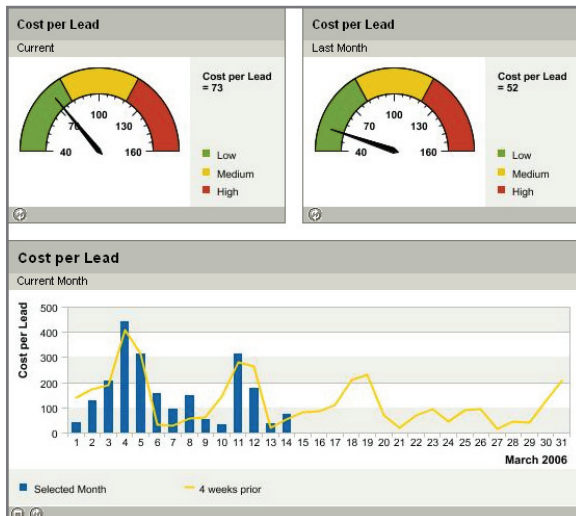 Cost per Lead
Current
Cost per Lead
= 73
40
70
100
130
160
Low
Medium
High
Cost per Lead
Last Month
Cost per Lead
= 52
40
70
100
130
160
Low
Medium
High
Cost per Lead
Current Month
Cost per Lead
500
400
300
200
100
0
1 2 3 4 5 6 7 8 9 10 11 12 13 14 15 16 17 18 19 20 21 22 23 24 25 26 27 28 29 30 31
March 2006
Selected Month
4 weeks prior